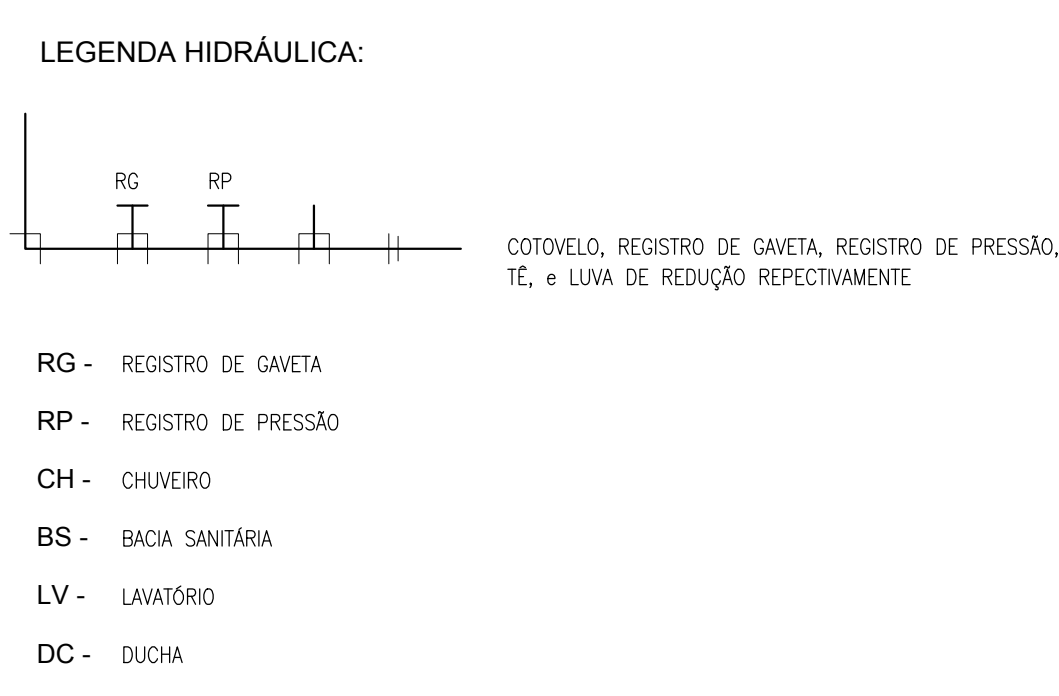 LEGENDA HIDRÁULICA:
RG RP
COTOVELO, REGISTRO DE GAVETA, REGISTRO DE PRESSÃO,
TÊ, e LUVA DE REDUÇÃO REPECTIVAMENTE
RG - REGISTRO DE GAVETA
RP - REGISTRO DE PRESSÃO
CH - CHUVEIRO
BS - BACIA SANITÁRIA
LV - LAVATÓRIO
DC - DUCHA